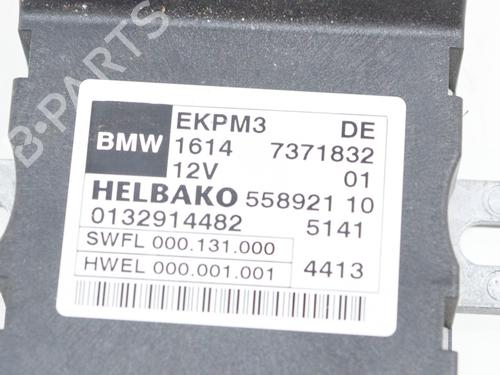 B-PARTS
BMW
EKPM3 DE
1614 7371832
12V 01
HELBAKO 558921 10
0132914482 5141
SWFL 000.131.000
HWEL 000.001.001 4413